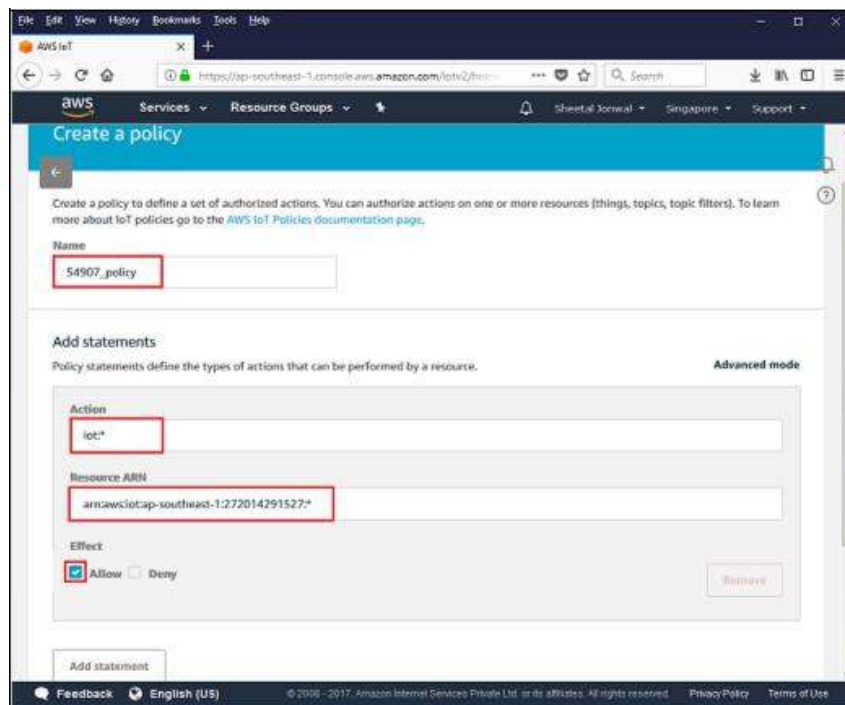 File Edit View History Bookmarks Tools Help
AWS IoT
https://ap-southeast-1.console.aws.amazon.com/iotv2/home
Search
aws Services Resource Groups Sheetal Jonwal Singapore Support
Create a policy
Create a policy to define a set of authorized actions. You can authorize actions on one or more resources (things, topics, topic filters). To learn
more about IoT policies go to the AWS IoT Policies documentation page.
Name
54907_policy
Add statements
Policy statements define the types of actions that can be performed by a resource.
Advanced mode
Action
iot:*
Resource ARN
arn:aws:iot:ap-southeast-1:272014291527:*
Effect
Allow Deny
Remove
Add statement
Feedback English (US) © 2008 - 2017, Amazon Internet Services Private Ltd. or its affiliates. All rights reserved. Privacy Policy Terms of Use